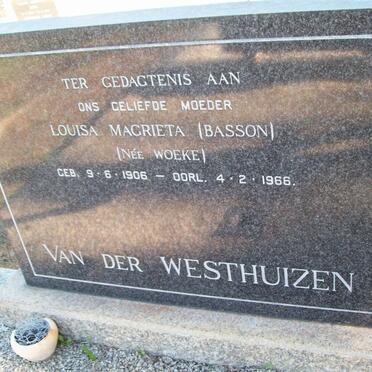 TER GEDAGTENIS AAN
ONS GELIEFDE MOEDER
LOUISA MAGRIETA (BASSON)
(NÉE WOEKE)
GEB. 9·6·1906 — OORL. 4·2·1966.
VAN DER WESTHUIZEN